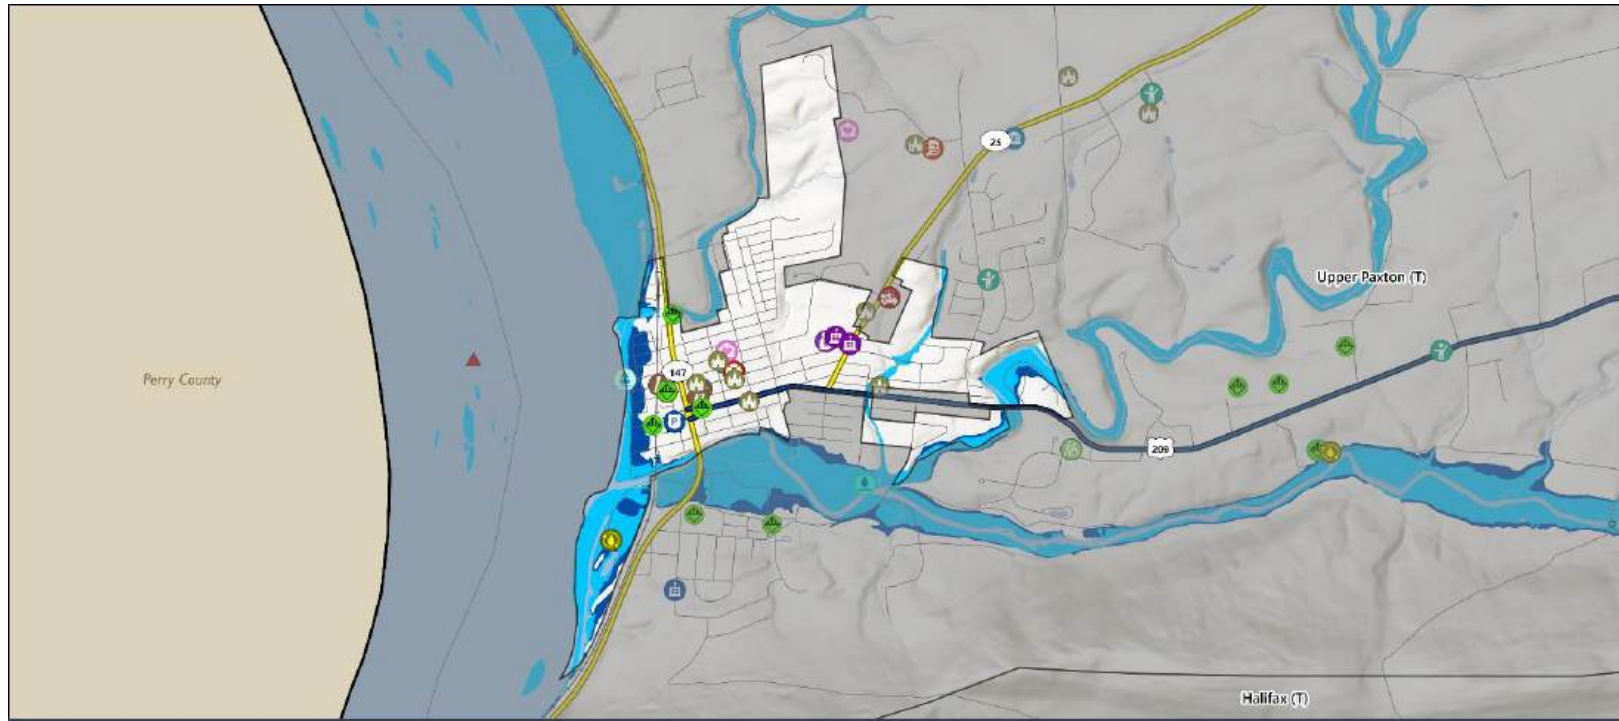 25
Upper Paxton (T)
147
Perry County
P
209
Halifax (T)